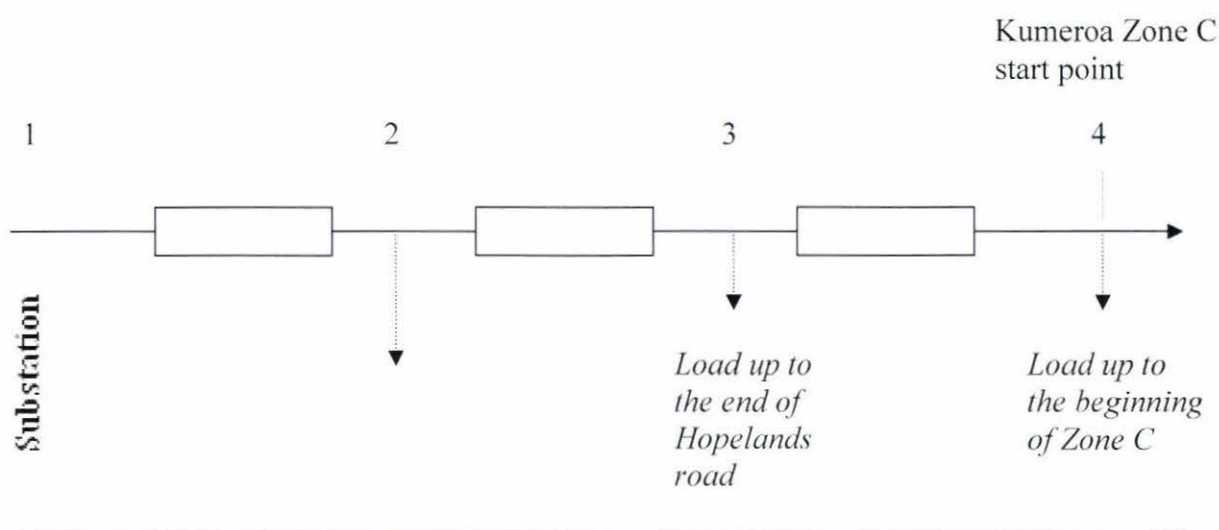 Kumeroa Zone C
start point
1
2
3
4
Substation
Load up to
the end of
Hopelands
road
Load up to
the beginning
of Zone C